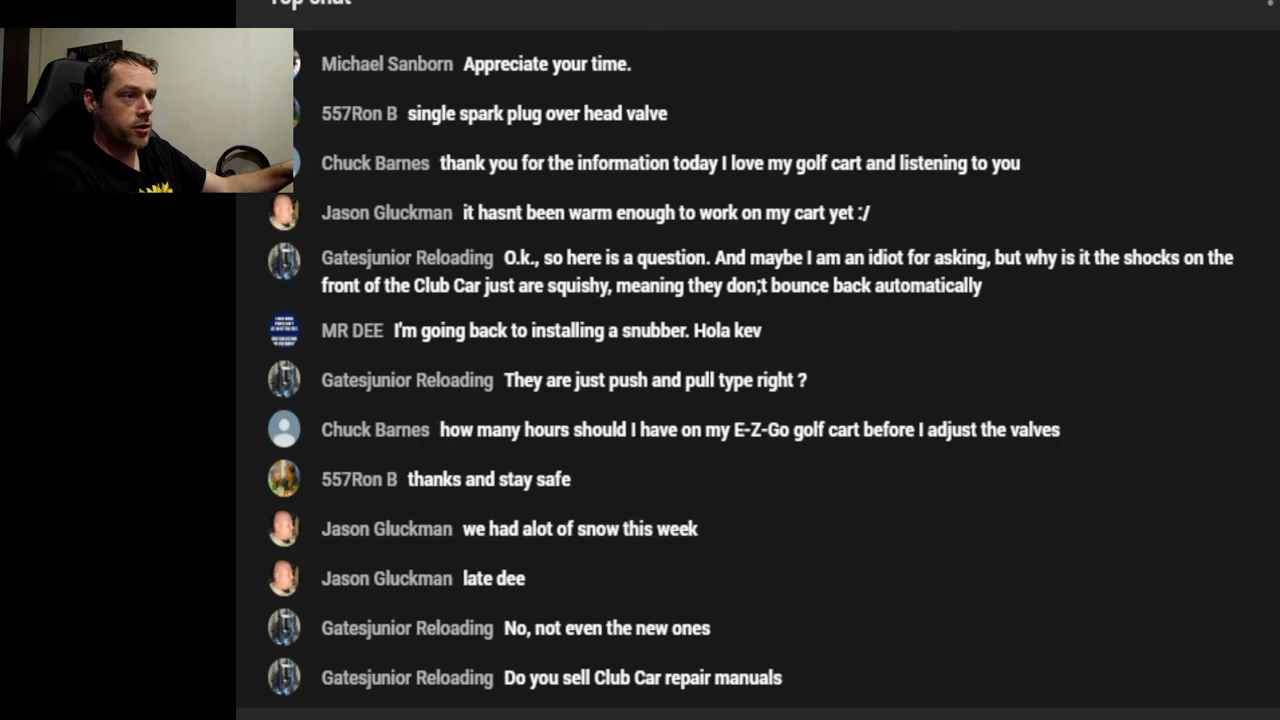 Top chat
Michael Sanborn Appreciate your time.
557Ron B single spark plug over head valve
Chuck Barnes thank you for the information today I love my golf cart and listening to you
Jason Gluckman it hasnt been warm enough to work on my cart yet :/
Gatesjunior Reloading O.k., so here is a question. And maybe I am an idiot for asking, but why is it the shocks on the
front of the Club Car just are squishy, meaning they don;t bounce back automatically
MR DEE I'm going back to installing a snubber. Hola kev
Gatesjunior Reloading They are just push and pull type right ?
Chuck Barnes how many hours should I have on my E-Z-Go golf cart before I adjust the valves
557Ron B thanks and stay safe
Jason Gluckman we had alot of snow this week
Jason Gluckman late dee
Gatesjunior Reloading No, not even the new ones
Gatesjunior Reloading Do you sell Club Car repair manuals